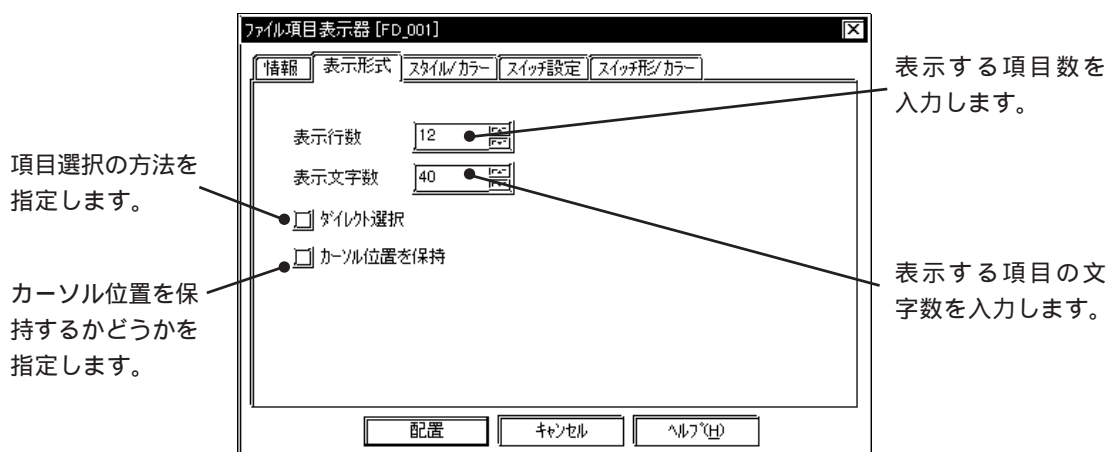 ファイル項目表示器 [FD_001]
情報 表示形式 スタイル/カラー スイッチ設定 スイッチ形/カラー
表示行数 12
表示文字数 40
ダイレクト選択
カーソル位置を保持
配置 キャンセル ヘルプ(H)
項目選択の方法を
指定します。
カーソル位置を保
持するかどうかを
指定します。
表示する項目数を
入力します。
表示する項目の文
字数を入力します。